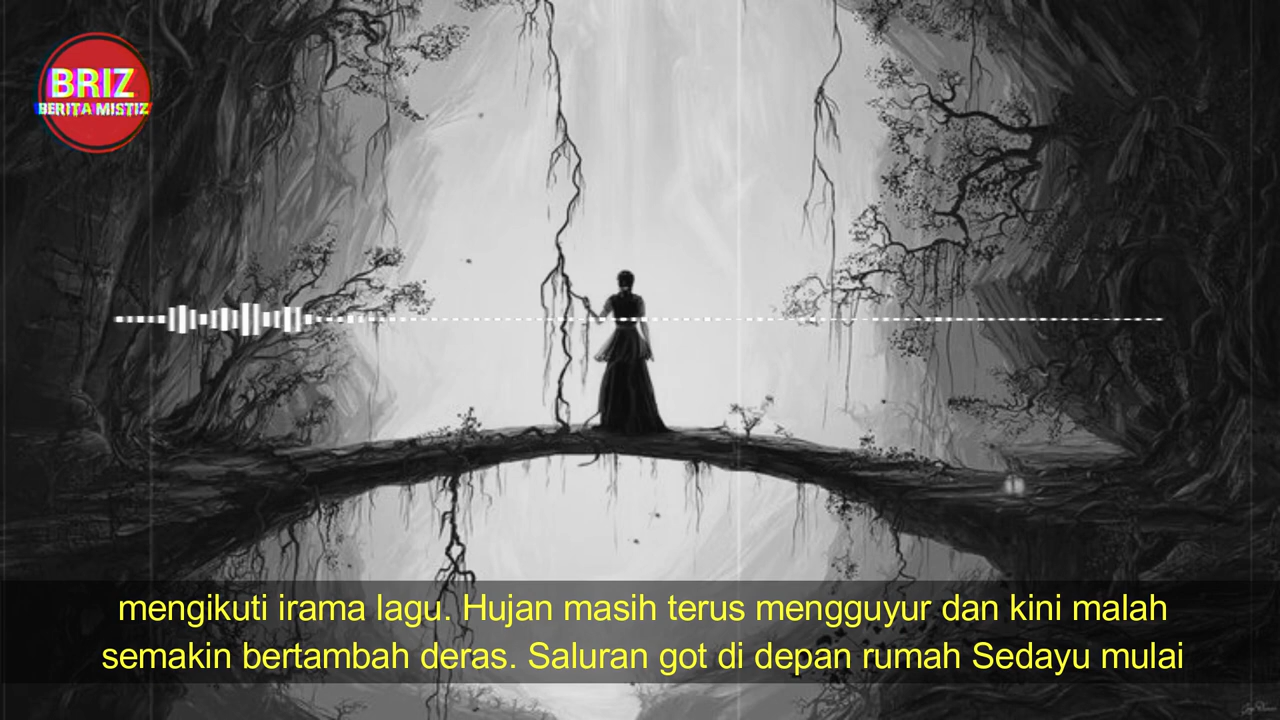 BRIZ
BERITA MISTIZ
mengikuti irama lagu. Hujan masih terus mengguyur dan kini malah
semakin bertambah deras. Saluran got di depan rumah Sedayu mulai